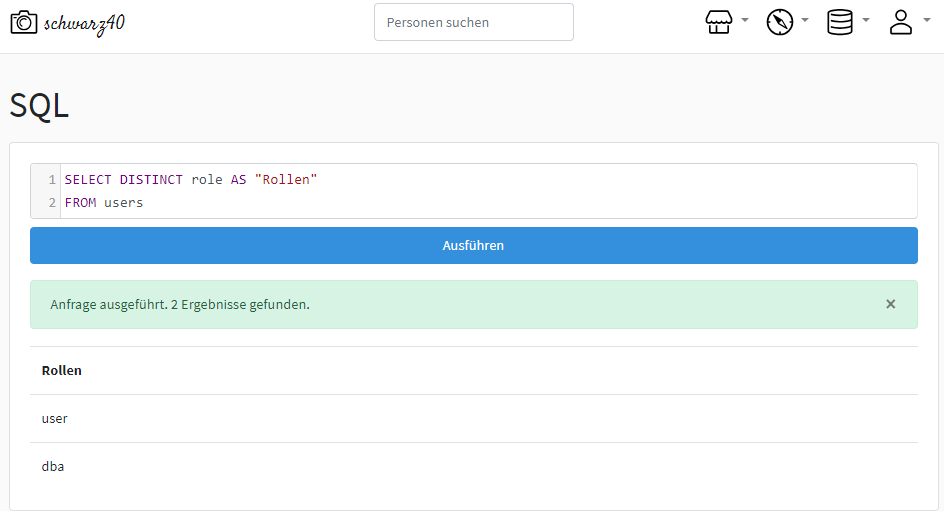 schwarz40
Personen suchen
SQL
1 SELECT DISTINCT role AS "Rollen"
2 FROM users
Ausführen
Anfrage ausgeführt. 2 Ergebnisse gefunden. ×
Rollen
user
dba